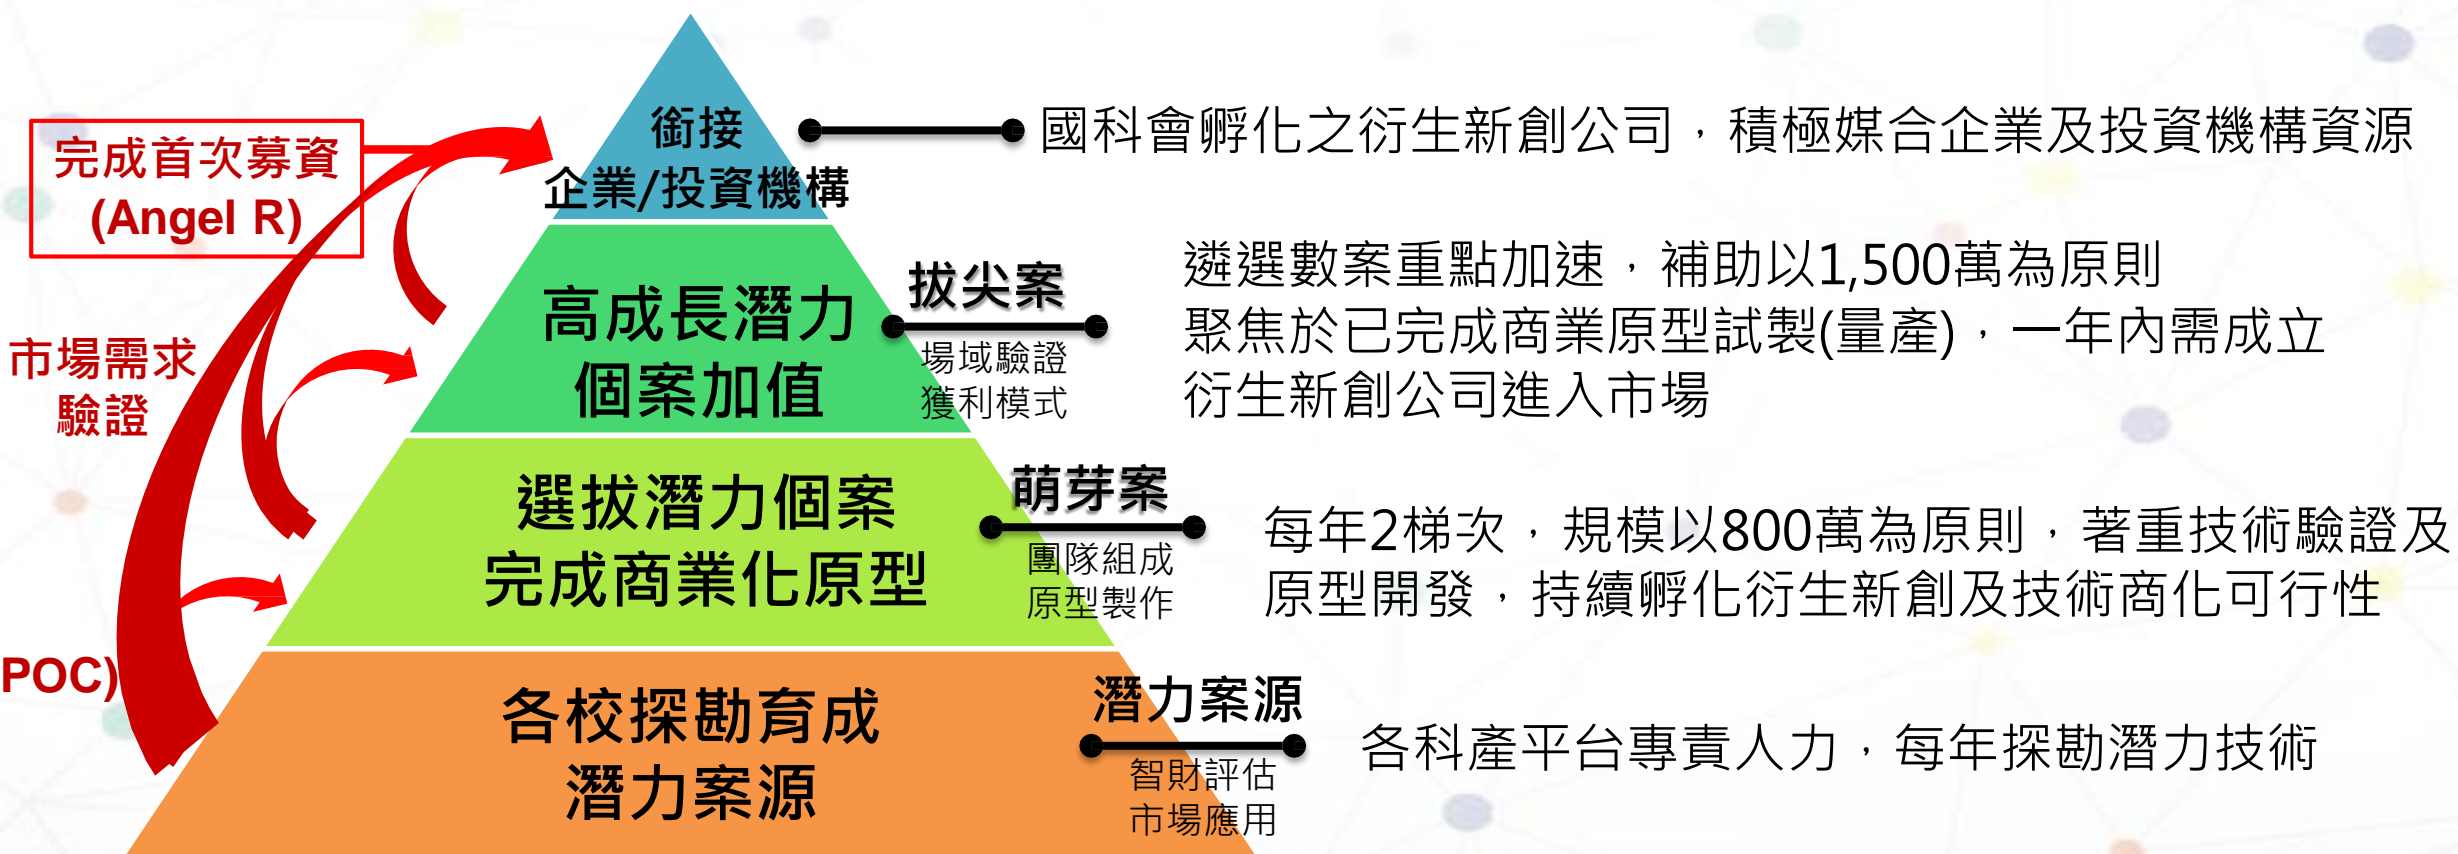 完成首次募資
(Angel R)
市場需求
驗證
POC)
銜接
企業/投資機構
國科會孵化之衍生新創公司，積極媒合企業及投資機構資源
高成長潛力
個案加值
拔尖案
場域驗證
獲利模式
遴選數案重點加速，補助以1,500萬為原則
聚焦於已完成商業原型試製(量產)，一年內需成立
衍生新創公司進入市場
選拔潛力個案
完成商業化原型
萌芽案
團隊組成
原型製作
每年2梯次，規模以800萬為原則，著重技術驗證及
原型開發，持續孵化衍生新創及技術商化可行性
各校探勘育成
潛力案源
潛力案源
智財評估
市場應用
各科產平台專責人力，每年探勘潛力技術